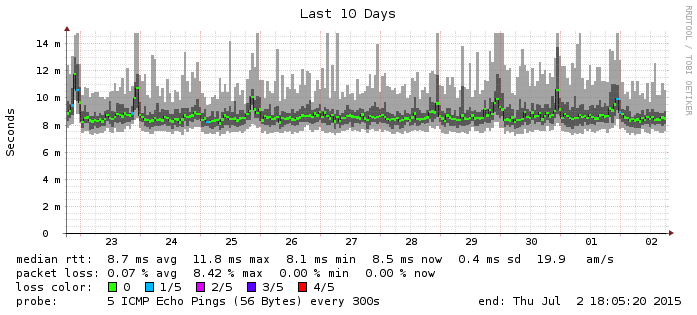 Last 10 Days
RRDTOOL / TOBI OETIKER
Seconds
14 m
12 m
10 m
8 m
6 m
4 m
2 m
0
23 24 25 26 27 28 29 30 01 02
median rtt: 8.7 ms avg 11.8 ms max 8.1 ms min 8.5 ms now 0.4 ms sd 19.9 am/s
packet loss: 0.07 % avg 8.42 % max 0.00 % min 0.00 % now
loss color: 0 1/5 2/5 3/5 4/5
probe: 5 ICMP Echo Pings (56 Bytes) every 300s end: Thu Jul 2 18:05:20 2015